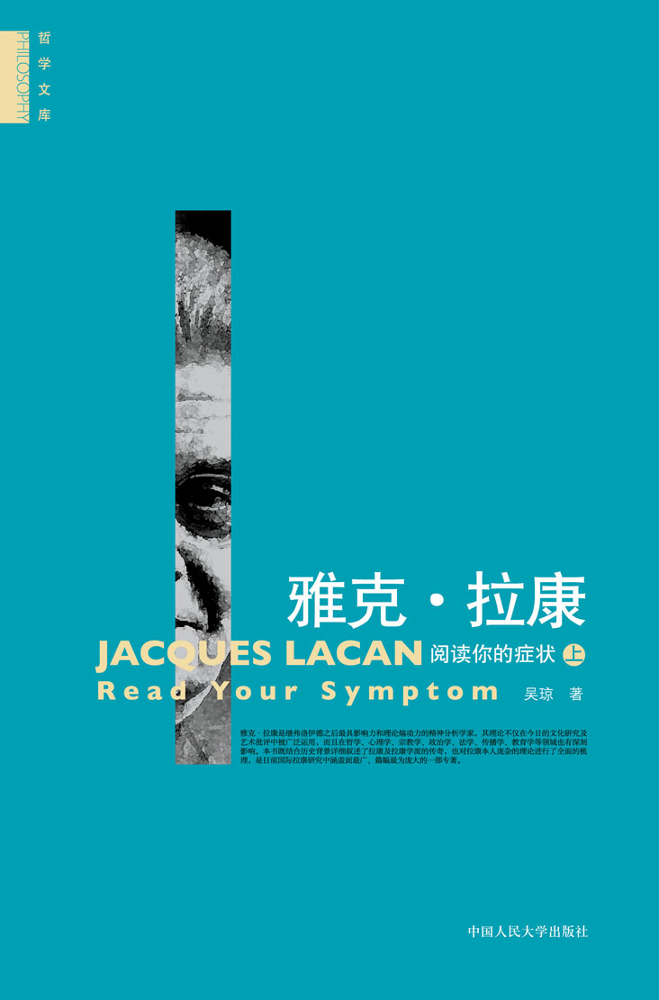 哲学文库
PHILOSOPHY
雅克·拉康
JACQUES LACAN 阅读你的症状 上
Read Your Symptom 吴琼 著
雅克·拉康是继弗洛伊德之后最具影响力和理论煽动力的精神分析学家，其理论不仅在今日的文化研究及
艺术批评中被广泛运用，而且在哲学、心理学、宗教学、政治学、法学、传播学、教育学等领域也有深刻
影响。本书既结合历史背景详细叙述了拉康及拉康学派的传奇，也对拉康本人庞杂的理论进行了全面的梳
理，是目前国际拉康研究中涵盖面最广、篇幅最为庞大的一部专著。
中国人民大学出版社